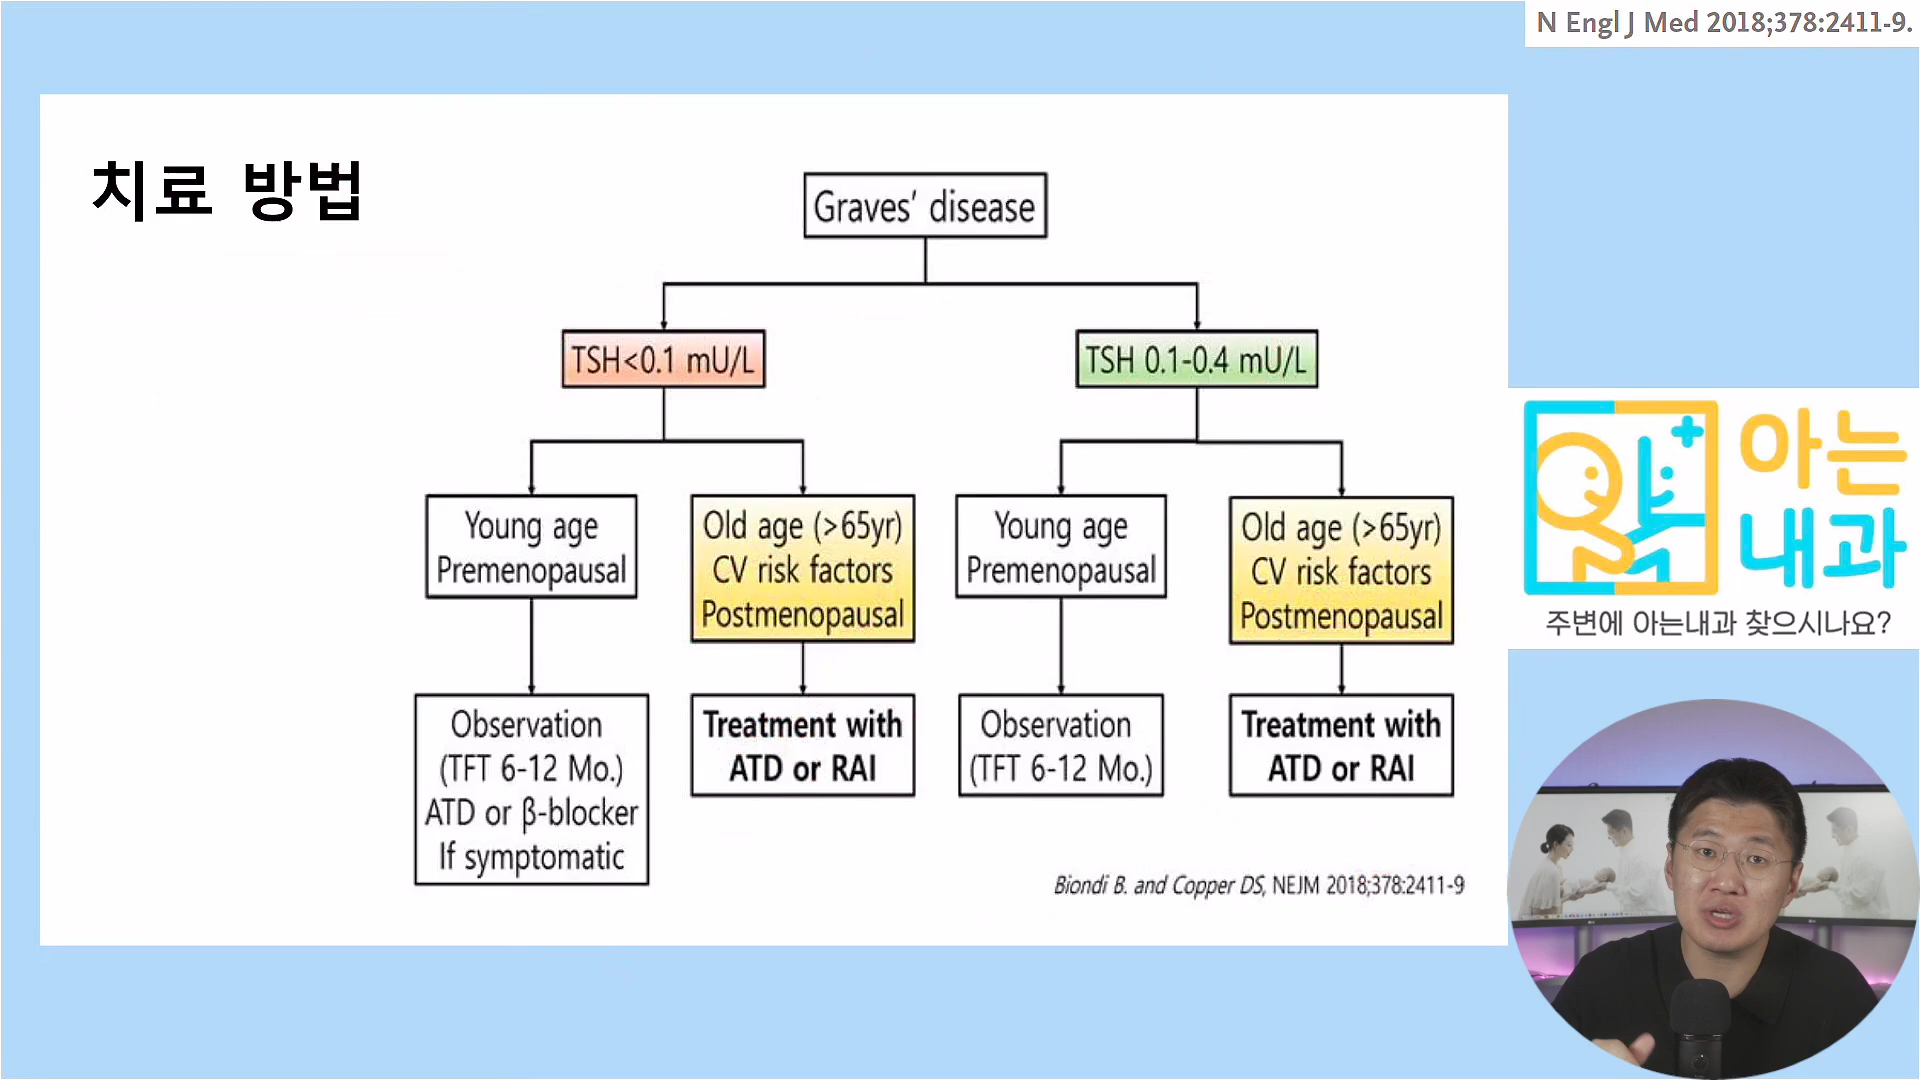 N Engl J Med 2018;378:2411-9.
치료 방법
Graves’ disease
TSH<0.1 mU/L
TSH 0.1-0.4 mU/L
Young age
Premenopausal
Old age (>65yr)
CV risk factors
Postmenopausal
Young age
Premenopausal
Old age (>65yr)
CV risk factors
Postmenopausal
Observation
(TFT 6-12 Mo.)
ATD or β-blocker
If symptomatic
Treatment with
ATD or RAI
Observation
(TFT 6-12 Mo.)
Treatment with
ATD or RAI
Biondi B. and Copper DS, NEJM 2018;378:2411-9
아는
내과
주변에 아는내과 찾으시나요?